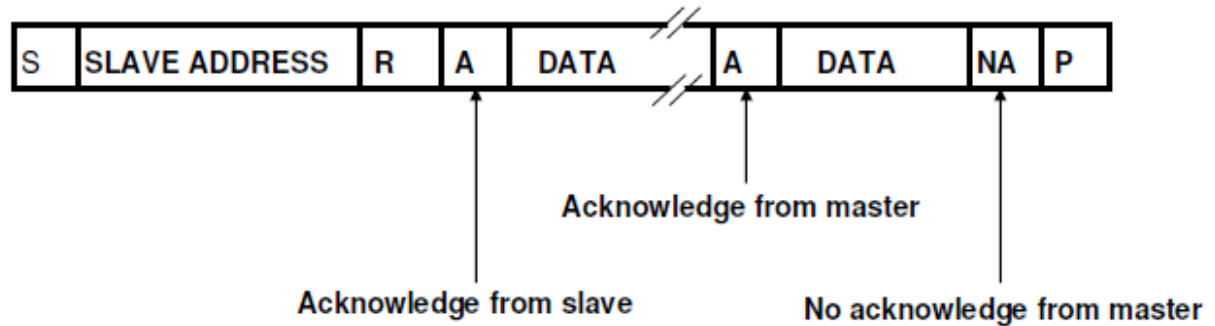 S SLAVE ADDRESS R A DATA A DATA NA P
Acknowledge from master
Acknowledge from slave No acknowledge from master